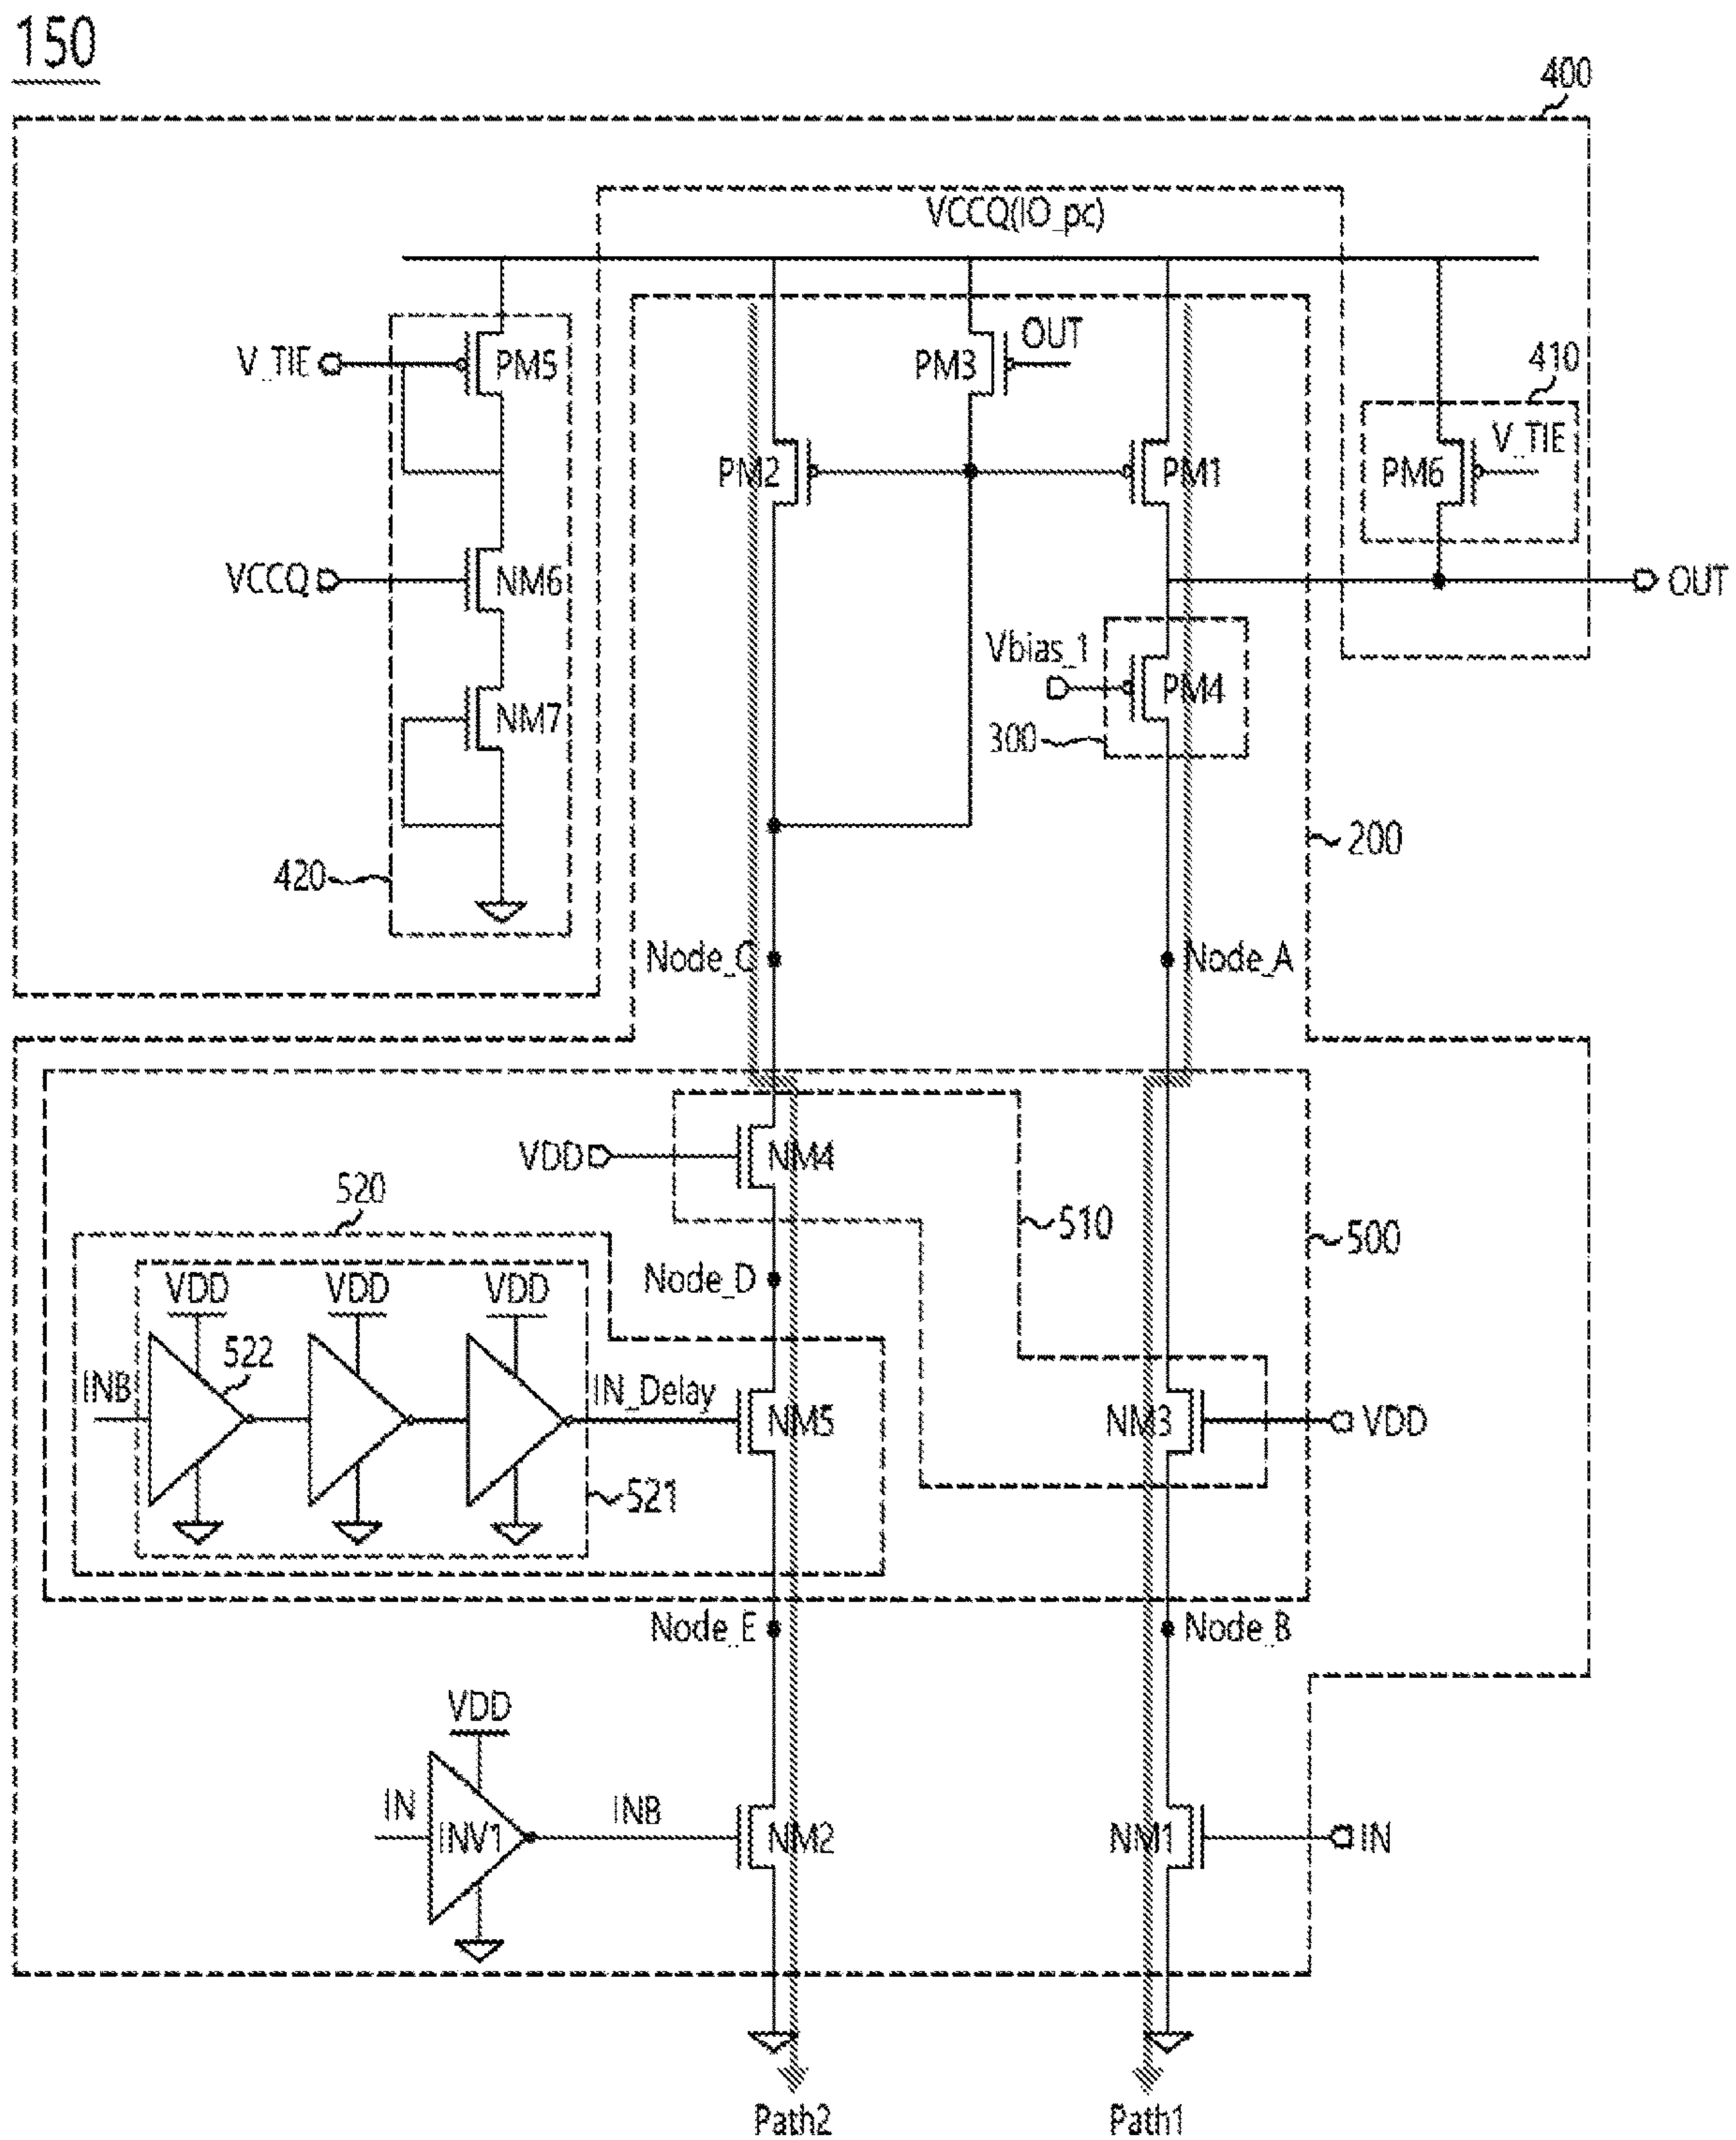 150
400
VCCQ(IO_pc)
V_TIE
PM5
PM3
OUT
410
V_TIE
PM2
PM1
PM6
VCCQ
NM6
OUT
Vbias_1
PM4
NM7
300
200
420
Node_C
Node_A
VDD
NM4
520
510
500
Node_D
VDD
VDD
VDD
522
INB
IN_Delay
NM5
NM3
VDD
521
Node_E
Node_B
VDD
IN
INV1
INB
NM2
NM1
IN
Path2
Path1